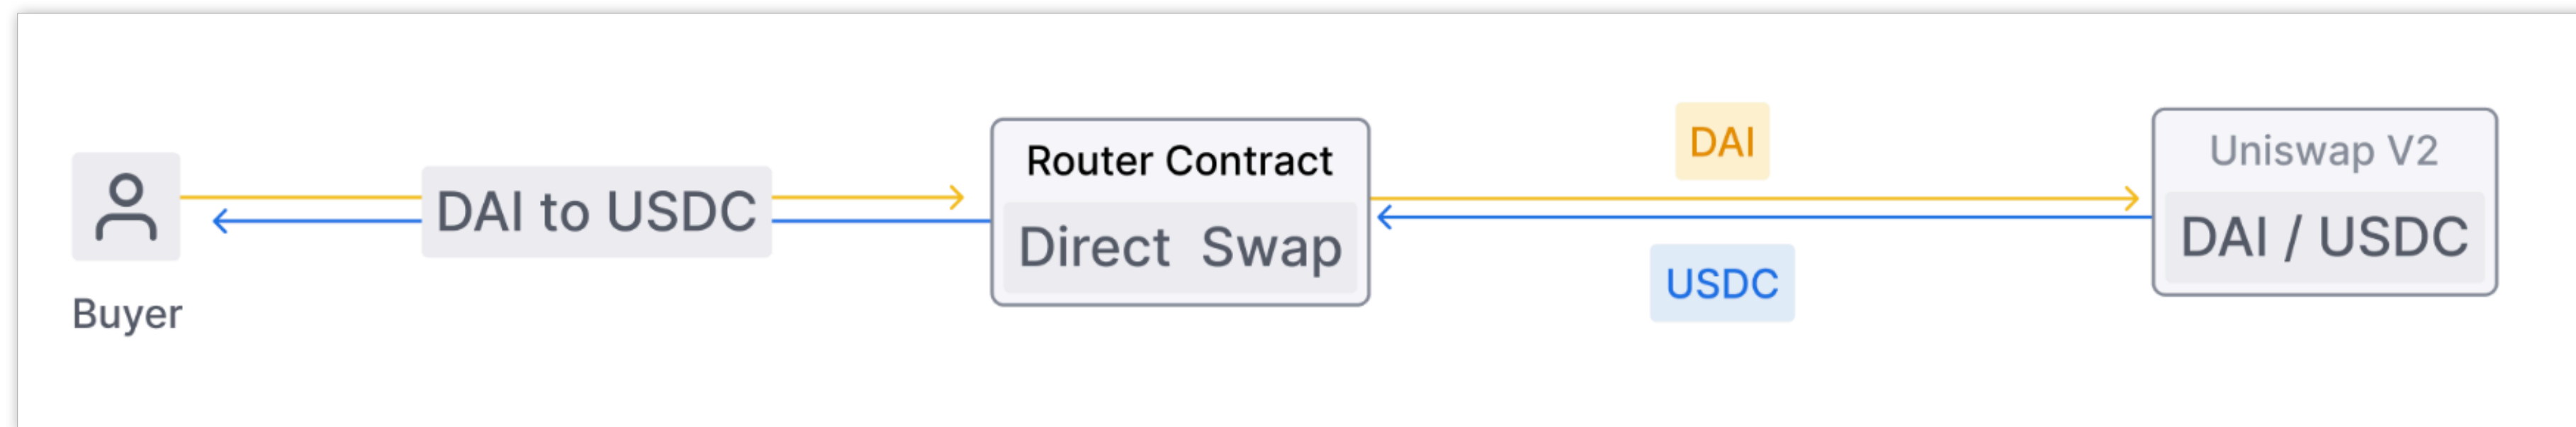 Buyer
DAI to USDC
Router Contract
Direct Swap
DAI
USDC
Uniswap V2
DAI / USDC